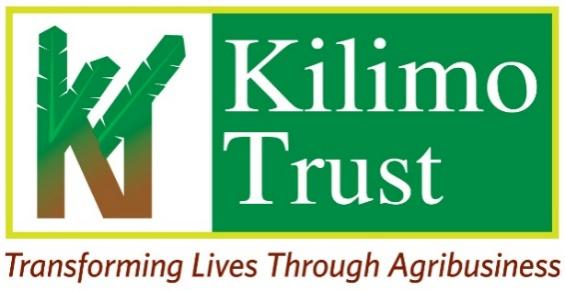 Kilimo
Trust
Transforming Lives Through Agribusiness